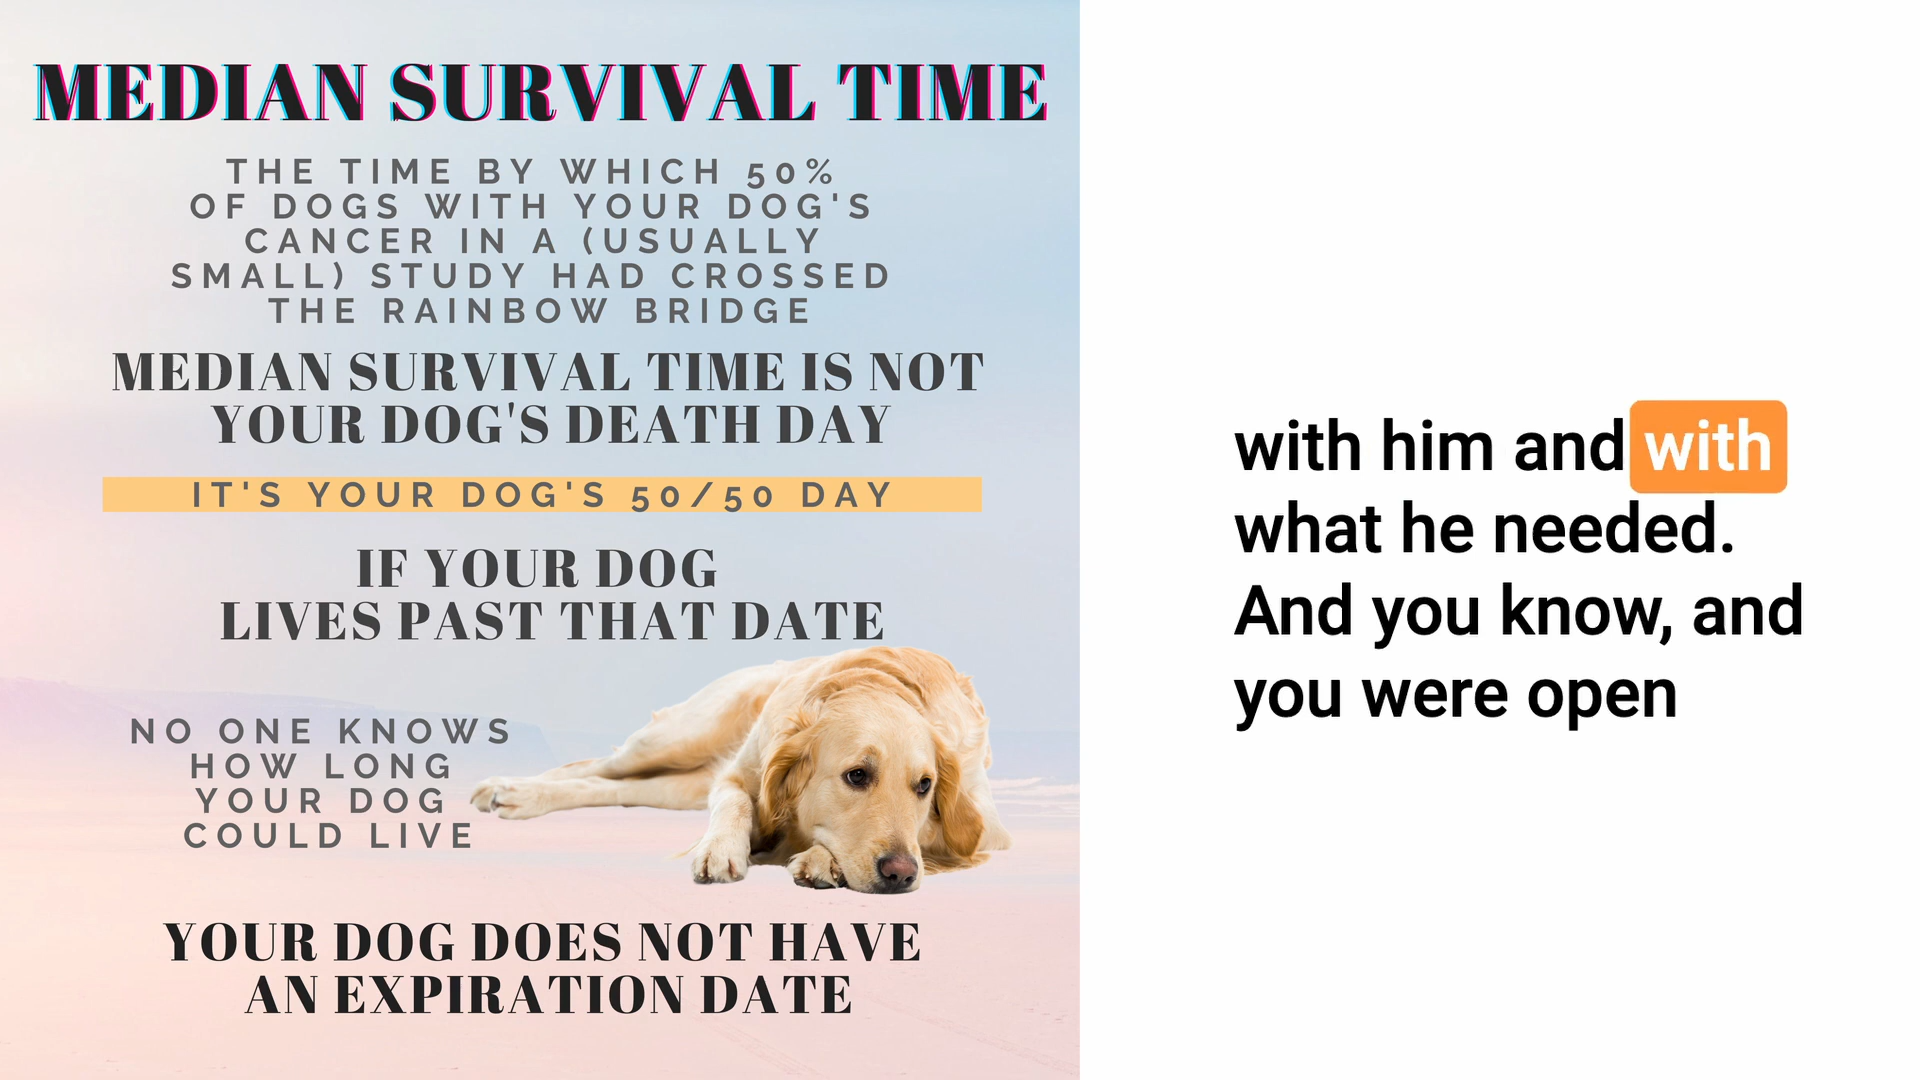 MEDIAN SURVIVAL TIME
THE TIME BY WHICH 50%
OF DOGS WITH YOUR DOG'S
CANCER IN A (USUALLY
SMALL) STUDY HAD CROSSED
THE RAINBOW BRIDGE
MEDIAN SURVIVAL TIME IS NOT
YOUR DOG'S DEATH DAY
IT'S YOUR DOG'S 50/50 DAY
IF YOUR DOG
LIVES PAST THAT DATE
NO ONE KNOWS
HOW LONG
YOUR DOG
COULD LIVE
YOUR DOG DOES NOT HAVE
AN EXPIRATION DATE
with him and with
what he needed.
And you know, and
you were open